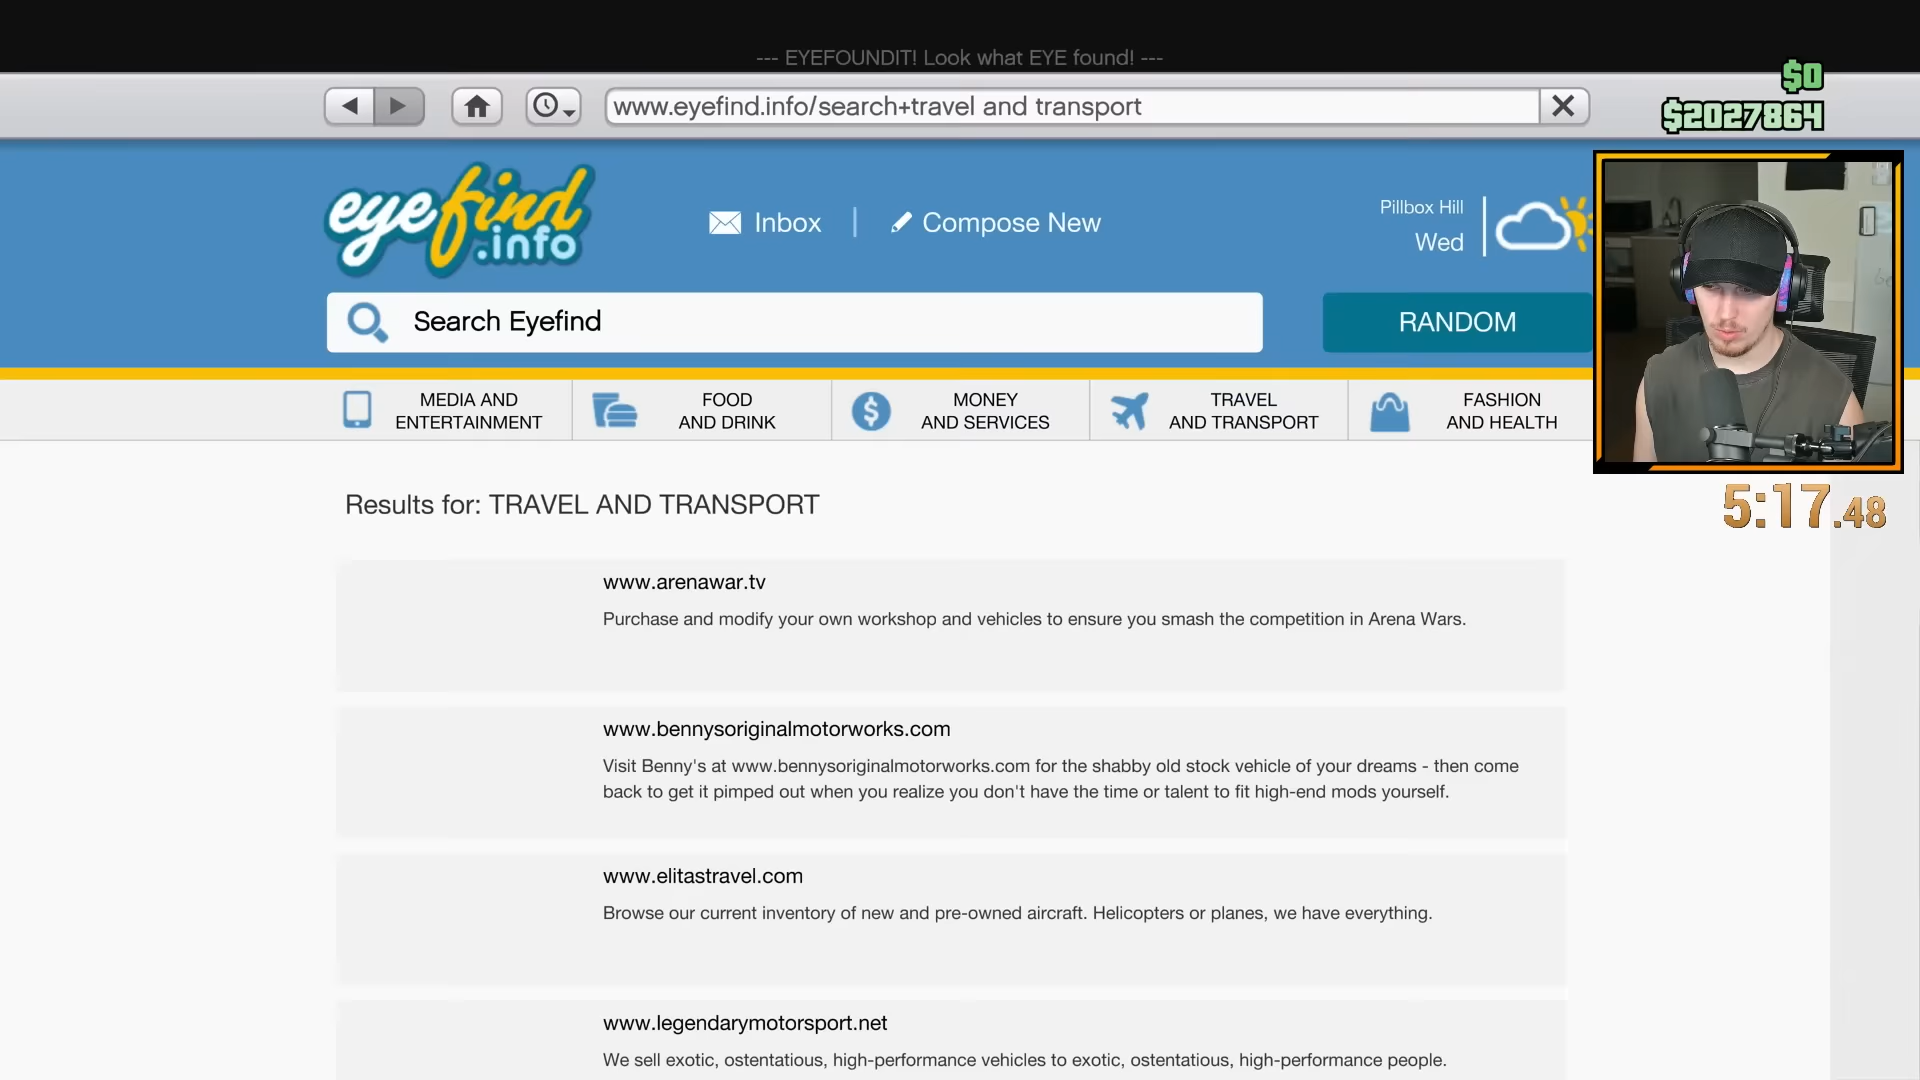 --- EYEFOUNDIT! Look what EYE found! ---
$0
www.eyefind.info/search+travel and transport
$2027864
eyefind
.info
Inbox
Compose New
Pillbox Hill
Wed
Search Eyefind
RANDOM
MEDIA AND
ENTERTAINMENT
FOOD
AND DRINK
MONEY
AND SERVICES
TRAVEL
AND TRANSPORT
FASHION
AND HEALTH
5:17.48
Results for: TRAVEL AND TRANSPORT
www.arenawar.tv
Purchase and modify your own workshop and vehicles to ensure you smash the competition in Arena Wars.
www.bennysoriginalmotorworks.com
Visit Benny's at www.bennysoriginalmotorworks.com for the shabby old stock vehicle of your dreams - then come
back to get it pimped out when you realize you don't have the time or talent to fit high-end mods yourself.
www.elitastravel.com
Browse our current inventory of new and pre-owned aircraft. Helicopters or planes, we have everything.
www.legendarymotorsport.net
We sell exotic, ostentatious, high-performance vehicles to exotic, ostentatious, high-performance people.